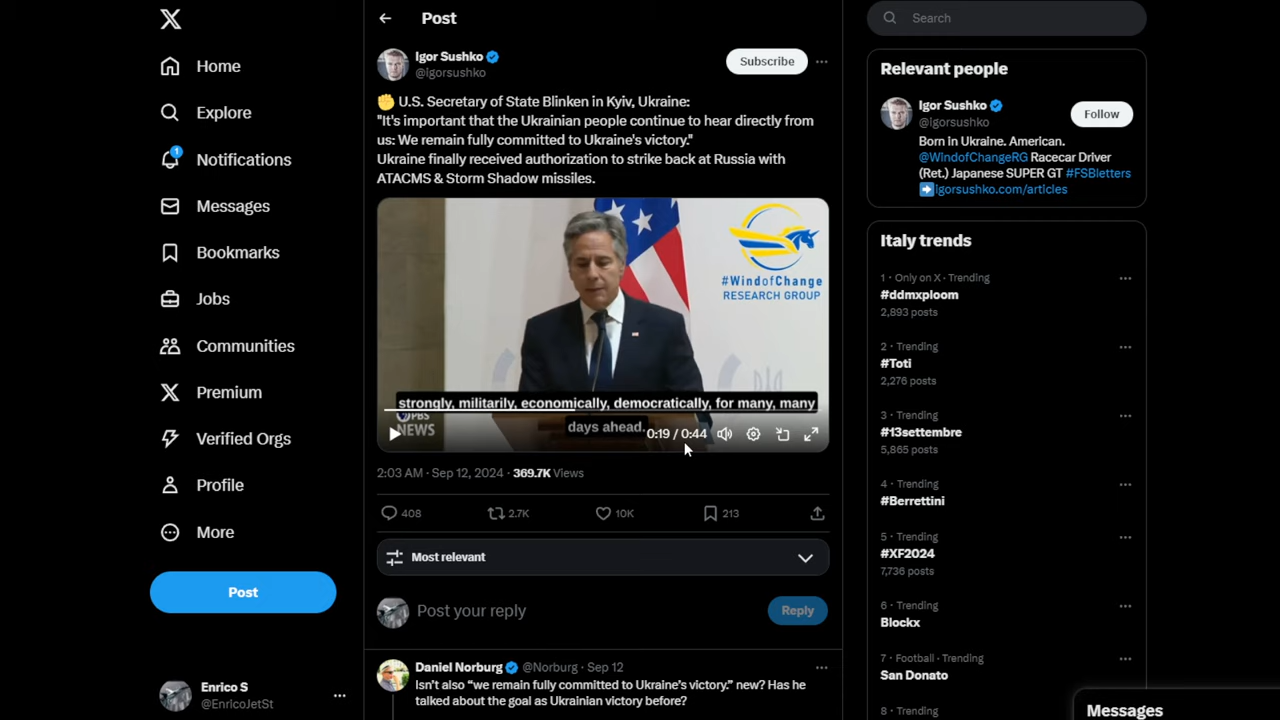 Post
Search
Home
Explore
1
Notifications
Messages
Bookmarks
Jobs
Communities
Premium
Verified Orgs
Profile
More
Post
Enrico S
@EnricoJetSt
Igor Sushko
@igorsushko
Subscribe
✊ U.S. Secretary of State Blinken in Kyiv, Ukraine:
"It's important that the Ukrainian people continue to hear directly from
us: We remain fully committed to Ukraine's victory."
Ukraine finally received authorization to strike back at Russia with
ATACMS & Storm Shadow missiles.
#WindofChange
RESEARCH GROUP
strongly, militarily, economically, democratically, for many, many
days ahead.
PBS
NEWS
0:19 / 0:44
2:03 AM · Sep 12, 2024 · 369.7K Views
408
2.7K
10K
213
Most relevant
Post your reply
Reply
Daniel Norburg @Norburg · Sep 12
Isn't also “we remain fully committed to Ukraine's victory.” new? Has he
talked about the goal as Ukrainian victory before?
Relevant people
Igor Sushko
@igorsushko
Follow
Born in Ukraine. American.
@WindofChangeRG Racecar Driver
(Ret.) Japanese SUPER GT #FSBletters
➡️igorsushko.com/articles
Italy trends
1 · Only on X · Trending
#ddmxploom
2,893 posts
2 · Trending
#Toti
2,276 posts
3 · Trending
#13settembre
5,865 posts
4 · Trending
#Berrettini
5 · Trending
#XF2024
7,736 posts
6 · Trending
Blockx
7 · Football · Trending
San Donato
8 · Trending
Messages